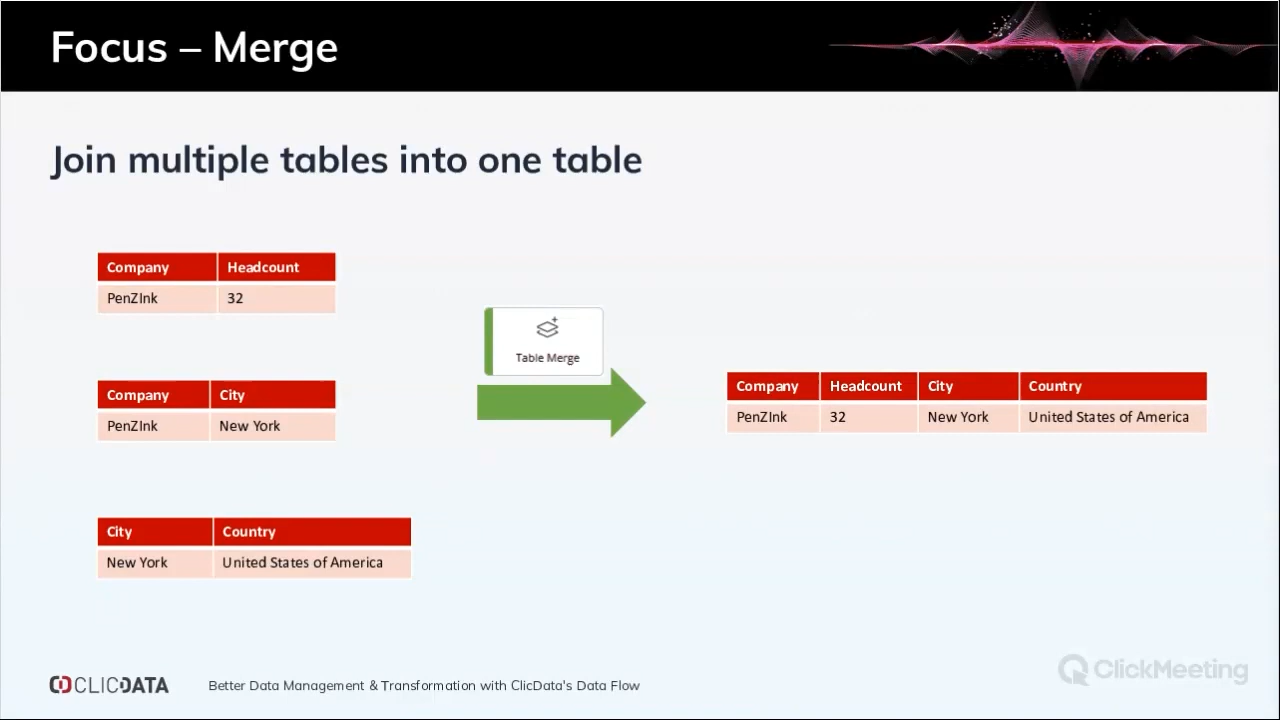 Focus – Merge
Join multiple tables into one table
Company Headcount
PenZInk 32
Company City
PenZInk New York
City Country
New York United States of America
Table Merge
Company Headcount City Country
PenZInk 32 New York United States of America
CLICDATA
Better Data Management & Transformation with ClicData's Data Flow
ClickMeeting